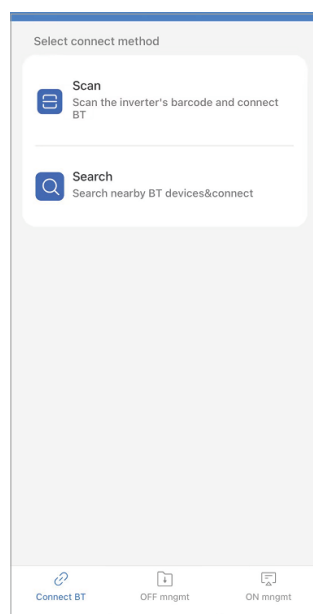 Select connect method
Scan
Scan the inverter's barcode and connect
BT
Search
Search nearby BT devices&connect
Connect BT
OFF mngmt
ON mngmt